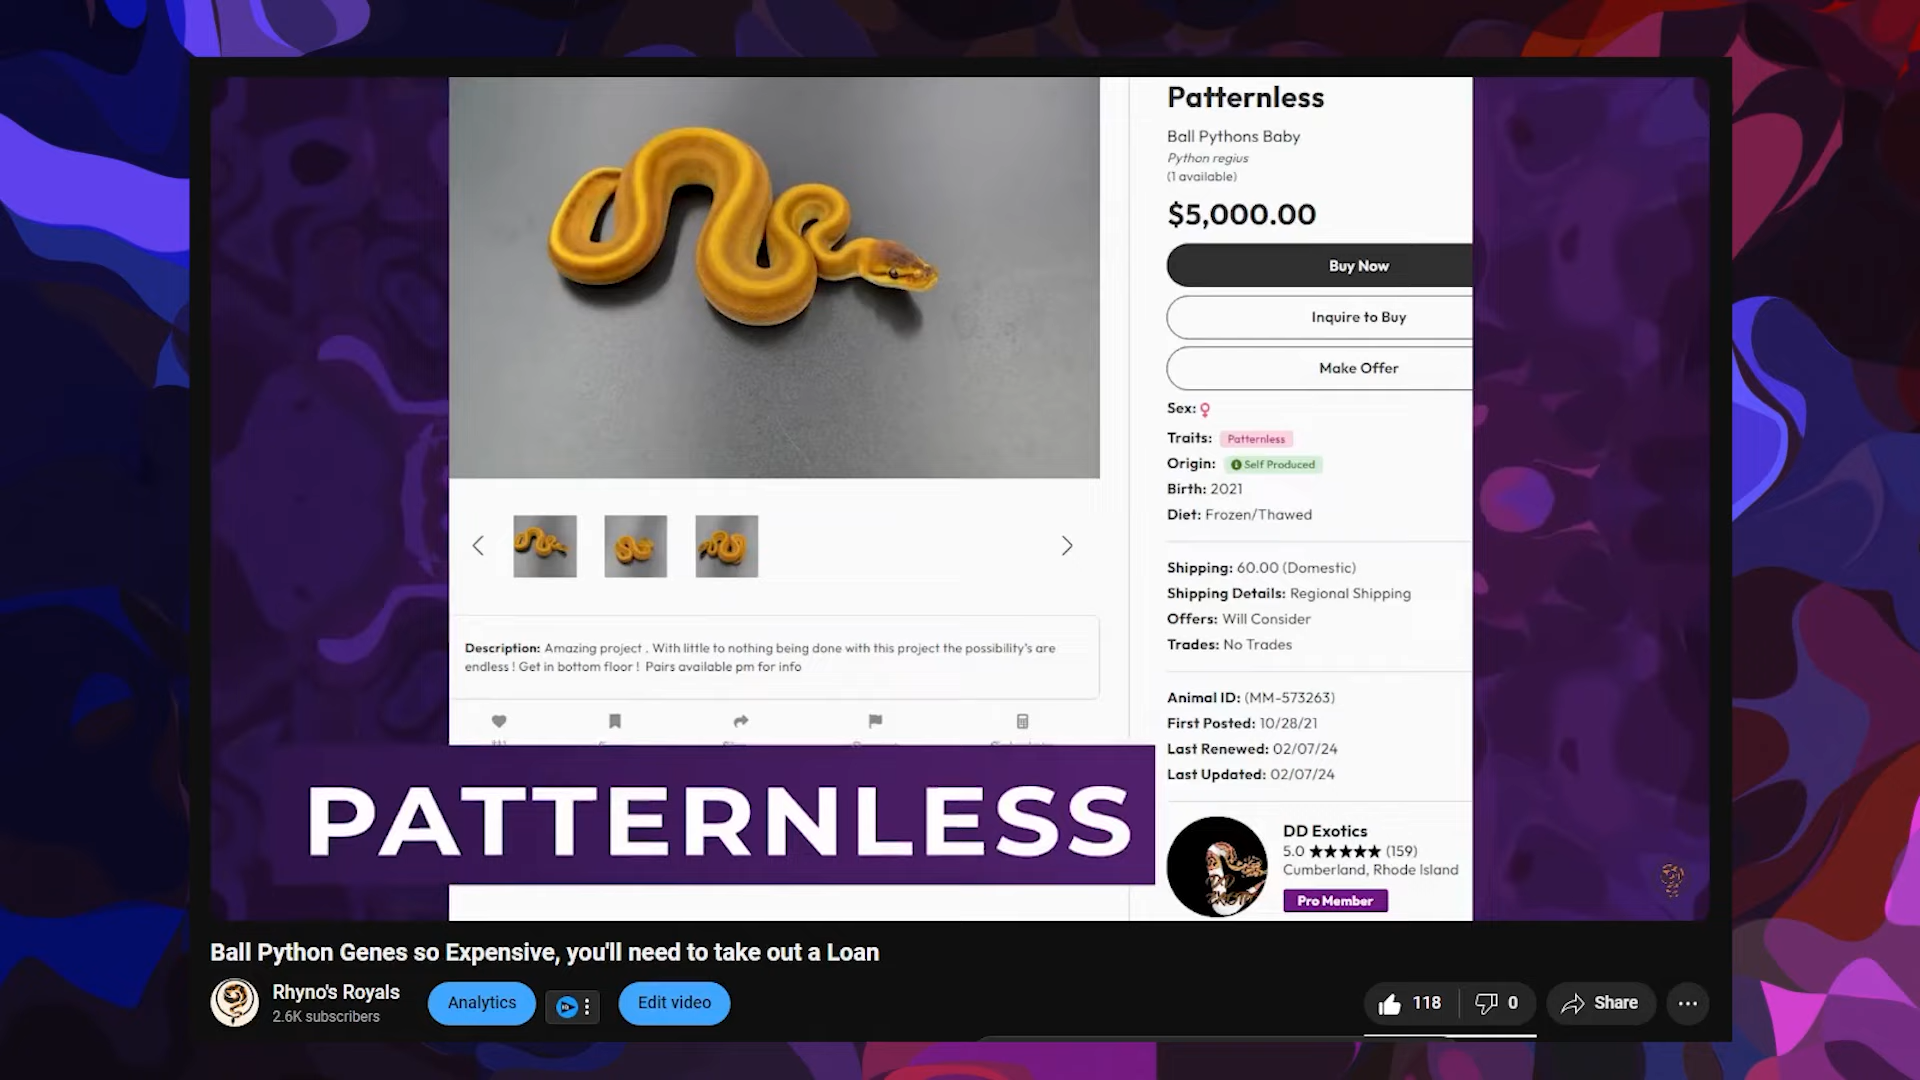 Patternless
Ball Pythons Baby
Python regius
(1 available)
$5,000.00
Buy Now
Inquire to Buy
Make Offer
Sex: ♀
Traits: Patternless
Origin: Self Produced
Birth: 2021
Diet: Frozen/Thawed
Shipping: 60.00 (Domestic)
Shipping Details: Regional Shipping
Offers: Will Consider
Trades: No Trades
Description: Amazing project . With little to nothing being done with this project the possibility's are
endless ! Get in bottom floor ! Pairs available pm for info
Animal ID: (MM-573263)
First Posted: 10/28/21
Last Renewed: 02/07/24
Last Updated: 02/07/24
PATTERNLESS
DD Exotics
5.0 ★★★★★ (159)
Cumberland, Rhode Island
Pro Member
Ball Python Genes so Expensive, you'll need to take out a Loan
Rhyno's Royals
2.6K subscribers
Analytics
Edit video
118
0
Share